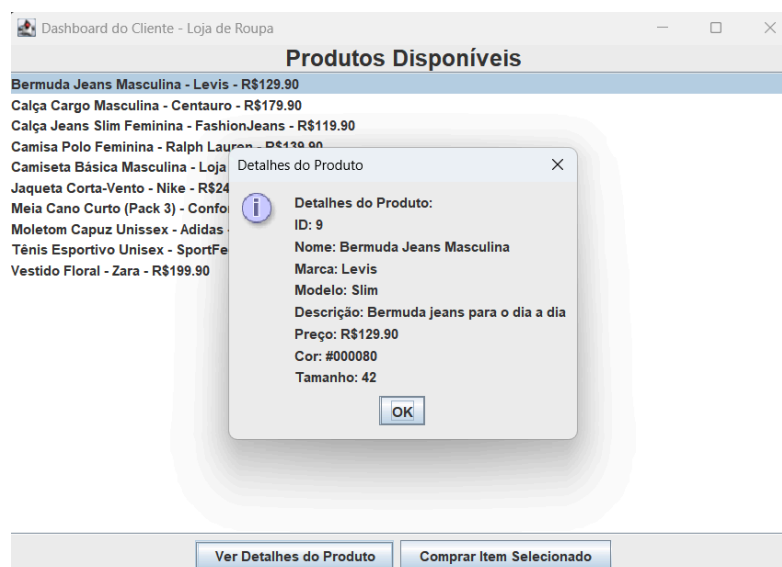 Dashboard do Cliente - Loja de Roupa
Produtos Disponíveis
Bermuda Jeans Masculina - Levis - R$129.90
Calça Cargo Masculina - Centauro - R$179.90
Calça Jeans Slim Feminina - FashionJeans - R$119.90
Camisa Polo Feminina - Ralph Lauren - R$139.90
Camiseta Básica Masculina - Loja
Jaqueta Corta-Vento - Nike - R$24
Meia Cano Curto (Pack 3) -
Moletom Capuz Unissex - Adidas -
Tênis Esportivo Unisex -
Vestido Floral - Zara - R$199.90
Detalhes do Produto
Detalhes do Produto:
ID: 9
Nome: Bermuda Jeans Masculina
Marca: Levis
Modelo: Slim
Descrição: Bermuda jeans para o dia a dia
Preço: R$129.90
Cor: #000080
Tamanho: 42
OK
Ver Detalhes do Produto
Comprar Item Selecionado